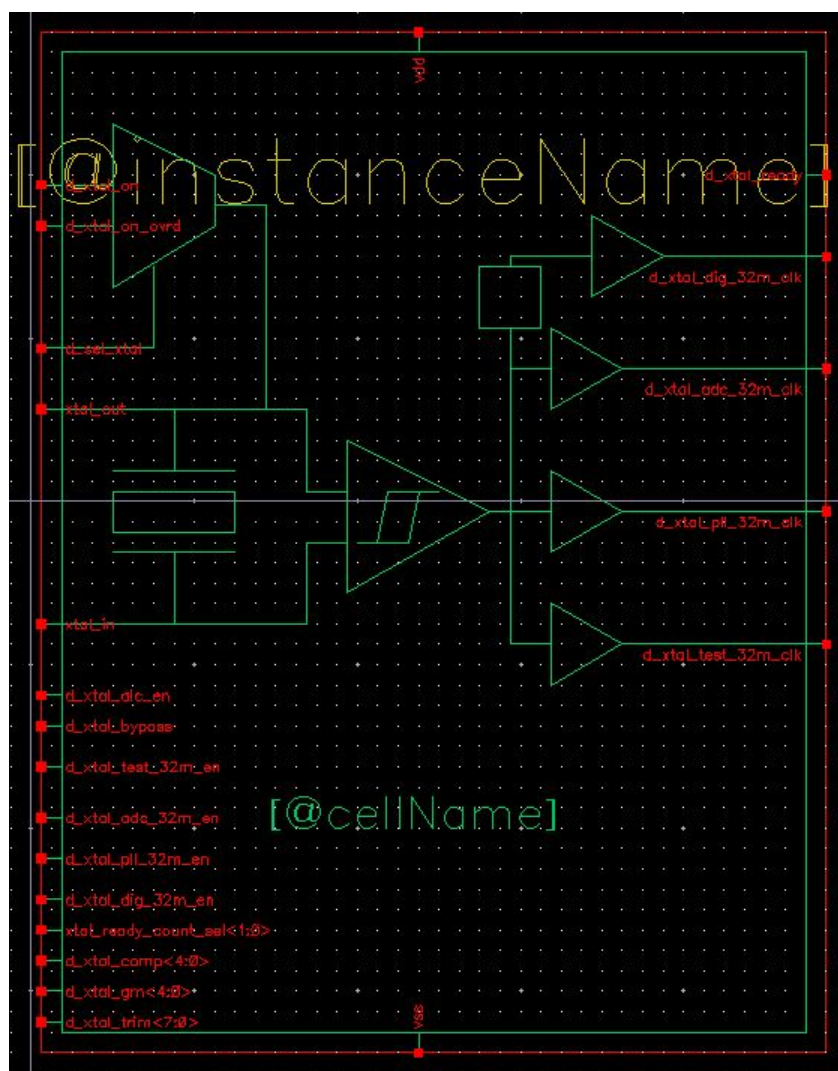 vdd
[@instanceName]
d_xtal_on
d_xtal_ready
d_xtal_on_ovrd
d_xtal_dig_32m_clk
d_sel_xtal
d_xtal_adc_32m_clk
xtal_out
d_xtal_pll_32m_clk
xtal_in
d_xtal_test_32m_clk
d_xtal_alc_en
d_xtal_bypass
d_xtal_test_32m_en
[@cellName]
d_xtal_adc_32m_en
d_xtal_pll_32m_en
d_xtal_dig_32m_en
xtal_ready_count_sel<1:0>
d_xtal_comp<4:0>
d_xtal_gm<4:0>
d_xtal_trim<7:0>
vss